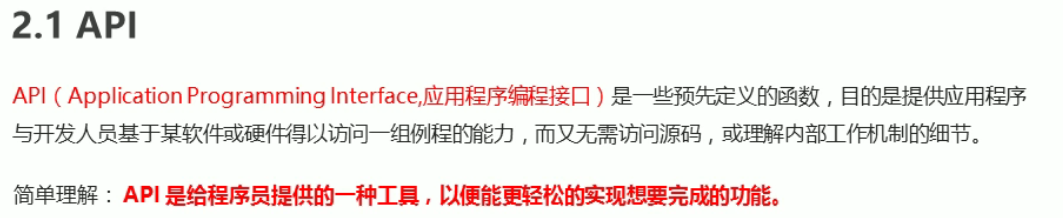 2.1 API
API（Application Programming Interface,应用程序编程接口）是一些预先定义的函数，目的是提供应用程序
与开发人员基于某软件或硬件得以访问一组例程的能力，而又无需访问源码，或理解内部工作机制的细节。
简单理解：API 是给程序员提供的一种工具，以便能更轻松的实现想要完成的功能。